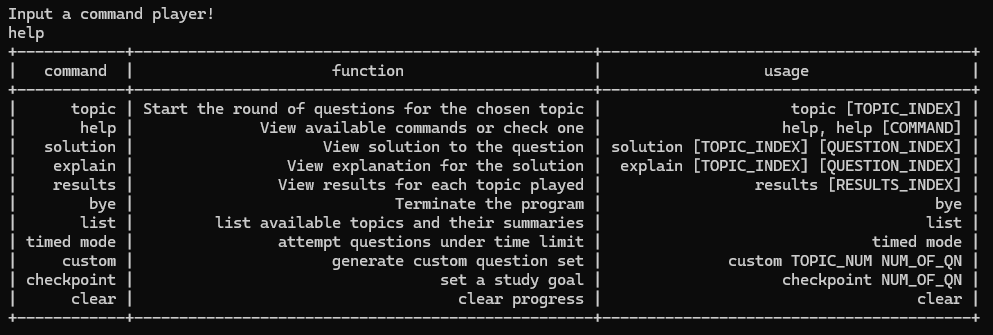 Input a command player!
help
+------------+---------------------------------------------------+-----------------------------------------+
|   command  |                      function                     |                  usage                  |
+------------+---------------------------------------------------+-----------------------------------------+
|      topic | Start the round of questions for the chosen topic |                     topic [TOPIC_INDEX] |
|       help |             View available commands or check one |                    help, help [COMMAND] |
|   solution |                     View solution to the question | solution [TOPIC_INDEX] [QUESTION_INDEX] |
|    explain |                 View explanation for the solution |  explain [TOPIC_INDEX] [QUESTION_INDEX] |
|    results |                View results for each topic played |                 results [RESULTS_INDEX] |
|        bye |                             Terminate the program |                                     bye |
|       list |         list available topics and their summaries |                                    list |
| timed mode |                attempt questions under time limit |                              timed mode |
|     custom |                      generate custom question set |              custom TOPIC_NUM NUM_OF_QN |
| checkpoint |                                  set a study goal |                    checkpoint NUM_OF_QN |
|      clear |                                    clear progress |                                   clear |
+------------+---------------------------------------------------+-----------------------------------------+